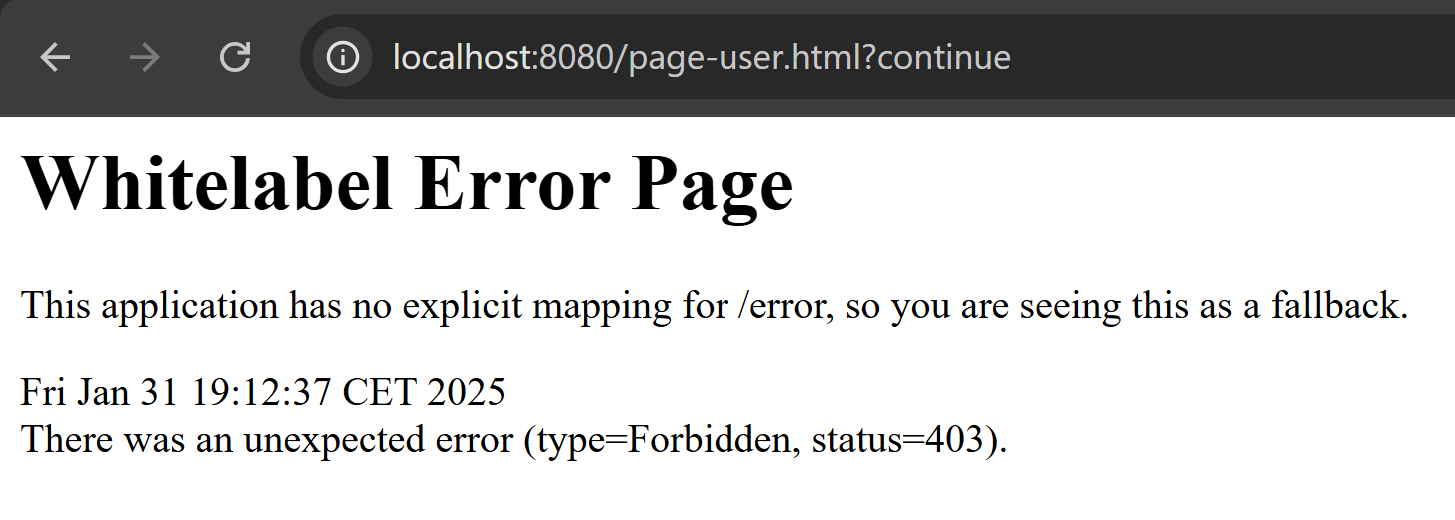 localhost:8080/page-user.html?continue
Whitelabel Error Page
This application has no explicit mapping for /error, so you are seeing this as a fallback.
Fri Jan 31 19:12:37 CET 2025
There was an unexpected error (type=Forbidden, status=403).